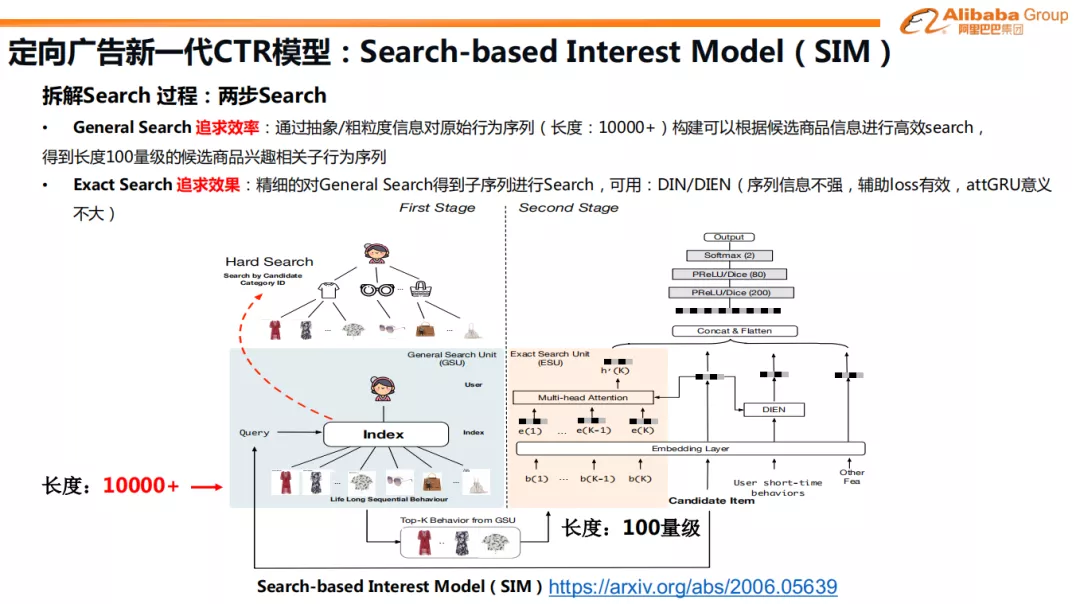 Alibaba Group
阿里巴巴集团
定向广告新一代CTR模型：Search-based Interest Model（SIM）
拆解Search 过程：两步Search
• General Search 追求效率：通过抽象/粗粒度信息对原始行为序列（长度：10000+）构建可以根据候选商品信息进行高效search，
得到长度100量级的候选商品兴趣相关子行为序列
• Exact Search 追求效果：精细的对General Search得到子序列进行Search，可用：DIN/DIEN（序列信息不强，辅助loss有效，attGRU意义
不大）
First Stage
Second Stage
Hard Search
Search by Candidate
Category ID
...
...
...
General Search Unit
(GSU)
User
Query
Index
Index
...
...
Life Long Sequential Behaviour
长度：10000+
Top-K Behavior from GSU
..
Output
Softmax (2)
PReLU/Dice (80)
PReLU/Dice (200)
Concat & Flatten
Exact Search Unit
(ESU)
h'(K)
Multi-head Attention
DIEN
e(1) ... e(K-1) e(K)
Embedding Layer
b(1) ... b(K-1) b(K)
Candidate Item
User short-time
behaviors
Other
Fea
长度：100量级
Search-based Interest Model（SIM）https://arxiv.org/abs/2006.05639